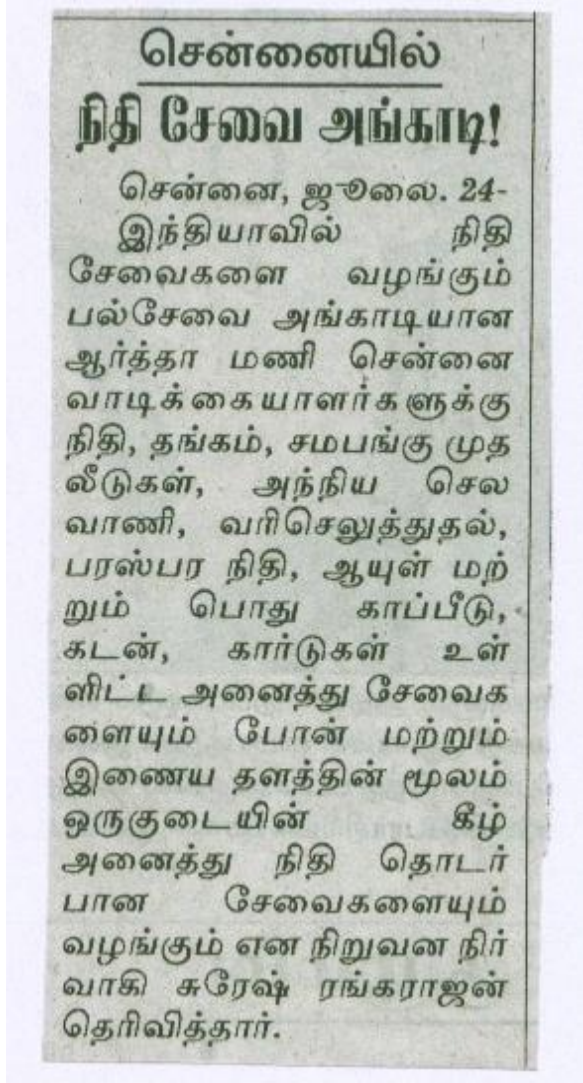 சென்னையில்
நிதி சேவை அங்காடி!
சென்னை, ஜூலை. 24-
இந்தியாவில் நிதி
சேவைகளை வழங்கும்
பல்சேவை அங்காடியான
ஆர்த்தா மணி சென்னை
வாடிக்கையாளர்களுக்கு
நிதி, தங்கம், சமபங்கு முத
லீடுகள், அந்நிய செல
வாணி, வரிசெலுத்துதல்,
பரஸ்பர நிதி, ஆயுள் மற்
றும் பொது காப்பீடு,
கடன், கார்டுகள் உள்
ளிட்ட அனைத்து சேவைக
ளையும் போன் மற்றும்
இணைய தளத்தின் மூலம்
ஒருகுடையின் கீழ்
அனைத்து நிதி தொடர்
பான சேவைகளையும்
வழங்கும் என நிறுவன நிர்
வாகி சுரேஷ் ரங்கராஜன்
தெரிவித்தார்.